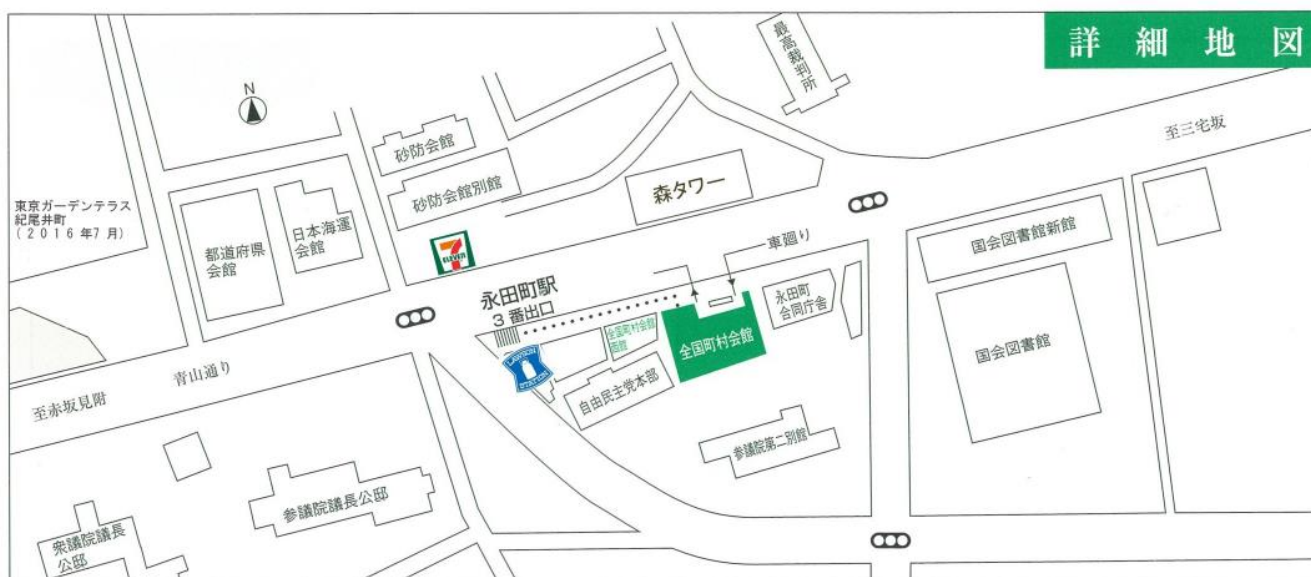 詳細地図
最高裁判所
至三宅坂
N
砂防会館
砂防会館別館
森タワー
東京ガーデンテラス
紀尾井町
(2016年7月)
都道府県
会館
日本海運
会館
7
ELEVEN
車廻り
国会図書館新館
永田町駅
3番出口
永田町
合同庁舎
全国町村会館
西館
全国町村会館
国会図書館
LAWSON
STATION
青山通り
自由民主党本部
至赤坂見附
参議院第二別館
参議院議長公邸
衆議院議長
公邸